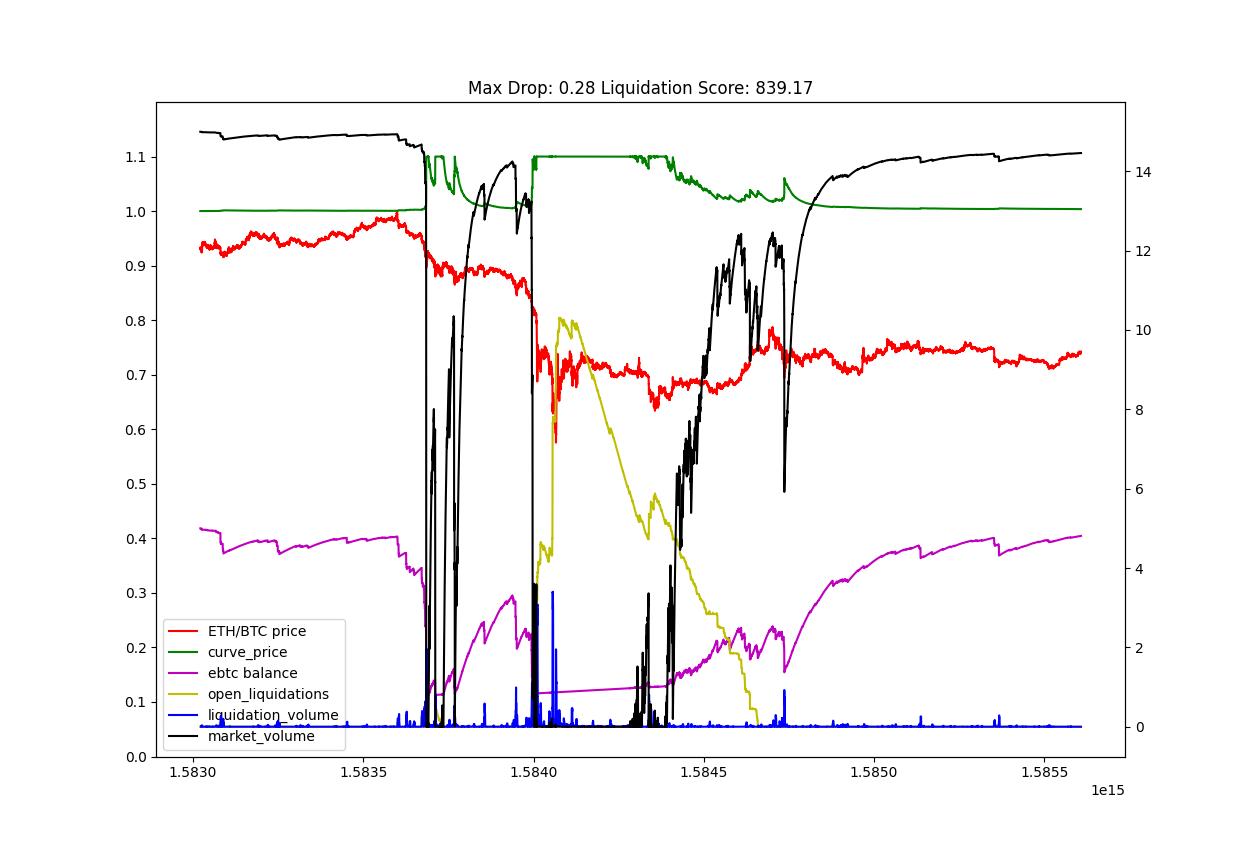 Max Drop: 0.28 Liquidation Score: 839.17
1.1
1.0
0.9
0.8
0.7
0.6
0.5
0.4
0.3
0.2
0.1
0.0
14
12
10
8
6
4
2
0
ETH/BTC price
curve_price
ebtc balance
open_liquidations
liquidation_volume
market_volume
1.5830 1.5835 1.5840 1.5845 1.5850 1.5855
1e15